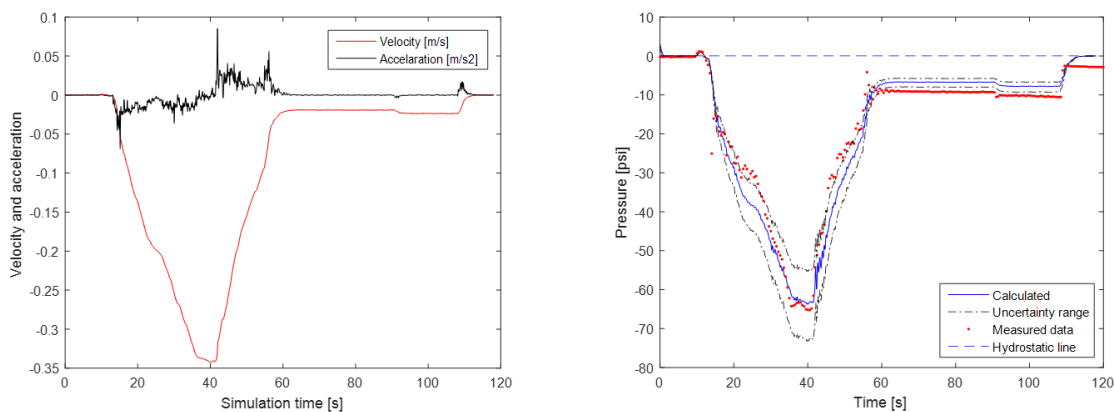 0.1
0.05
0
-0.05
-0.1
-0.15
-0.2
-0.25
-0.3
-0.35
Velocity and acceleration
Velocity [m/s]
Accelaration [m/s2]
0 20 40 60 80 100 120
Simulation time [s]
10
0
-10
-20
-30
-40
-50
-60
-70
-80
Pressure [psi]
Calculated
Uncertainty range
Measured data
Hydrostatic line
0 20 40 60 80 100 120
Time [s]